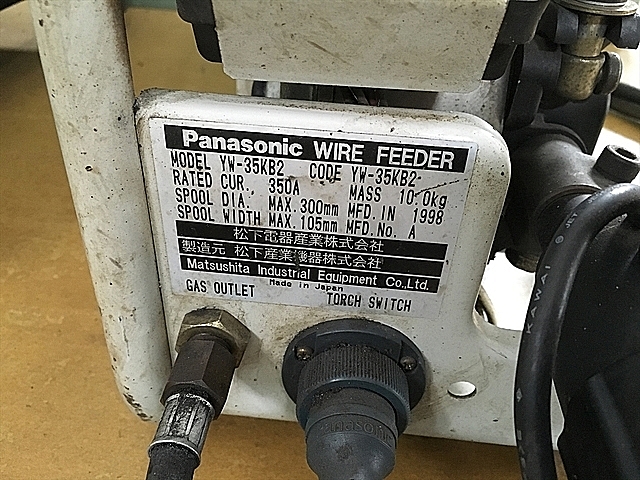 Panasonic WIRE FEEDER
MODEL YW-35KB2 CODE YW-35KB2
RATED CUR. 350A MASS 10.0kg
SPOOL DIA. MAX.300mm MFD.IN 1998
SPOOL WIDTH MAX.105mm MFD.No. A
松下電器産業株式会社
製造元 松下産業機器株式会社
Matsushita Industrial Equipment Co.,Ltd.
Made in Japan
GAS OUTLET TORCH SWITCH
Panasonic
KAWAI